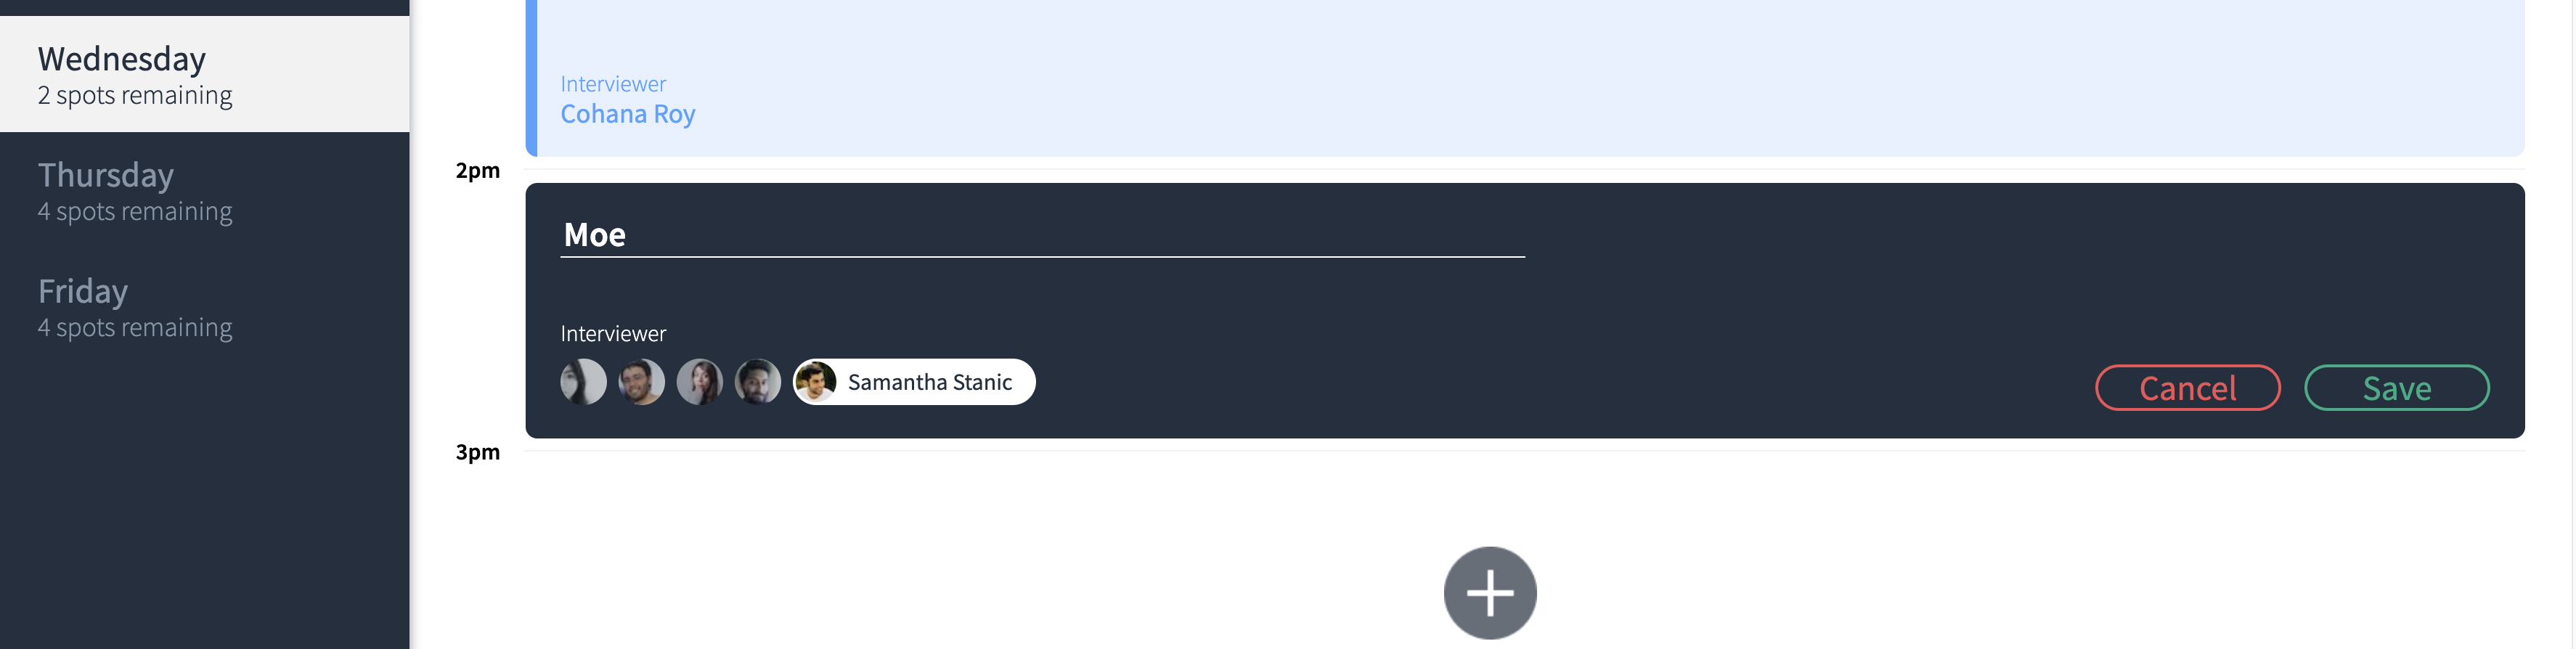 Wednesday
2 spots remaining
Thursday
4 spots remaining
Friday
4 spots remaining
Interviewer
Cohana Roy
2pm
Moe
Interviewer
Samantha Stanic
Cancel
Save
3pm